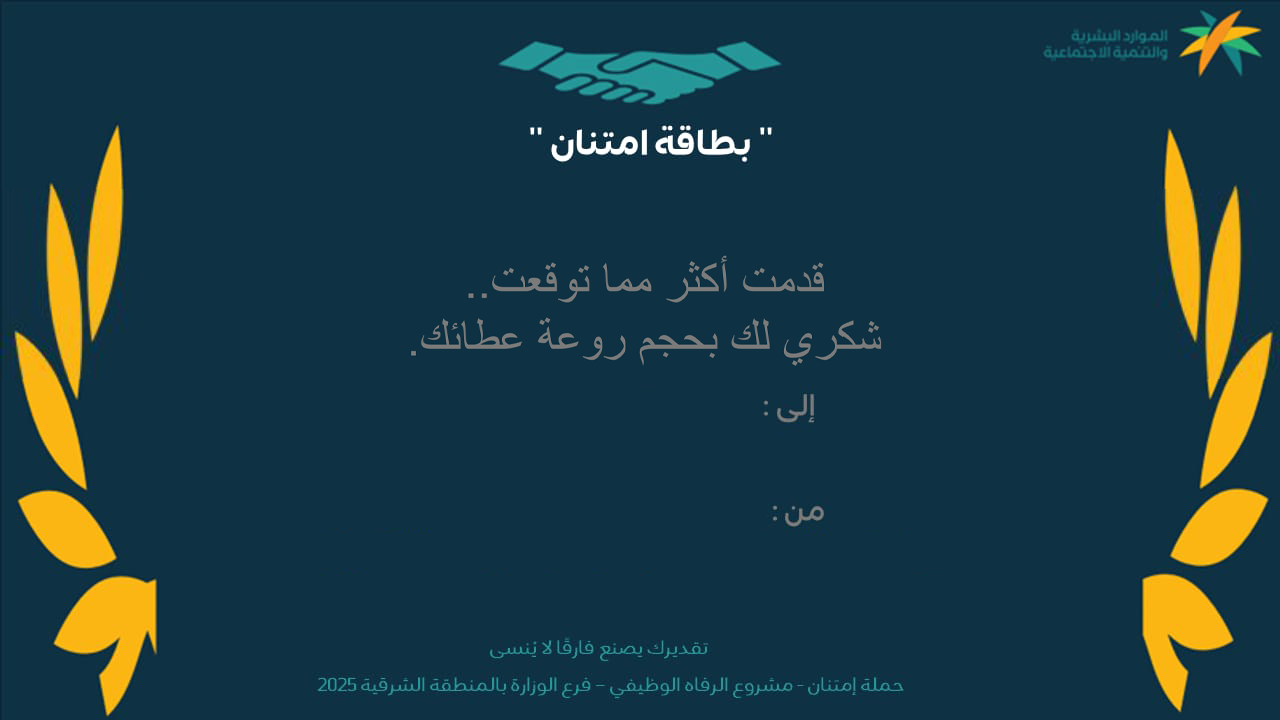 الموارد البشرية
والتنمية الاجتماعية
" بطاقة امتنان "
قدمت أكثر مما توقعت..
شكري لك بحجم روعة عطائك.
إلى :
من :
تقديرك يصنع فارقًا لا يُنسى
حملة إمتنان - مشروع الرفاه الوظيفي – فرع الوزارة بالمنطقة الشرقية 2025